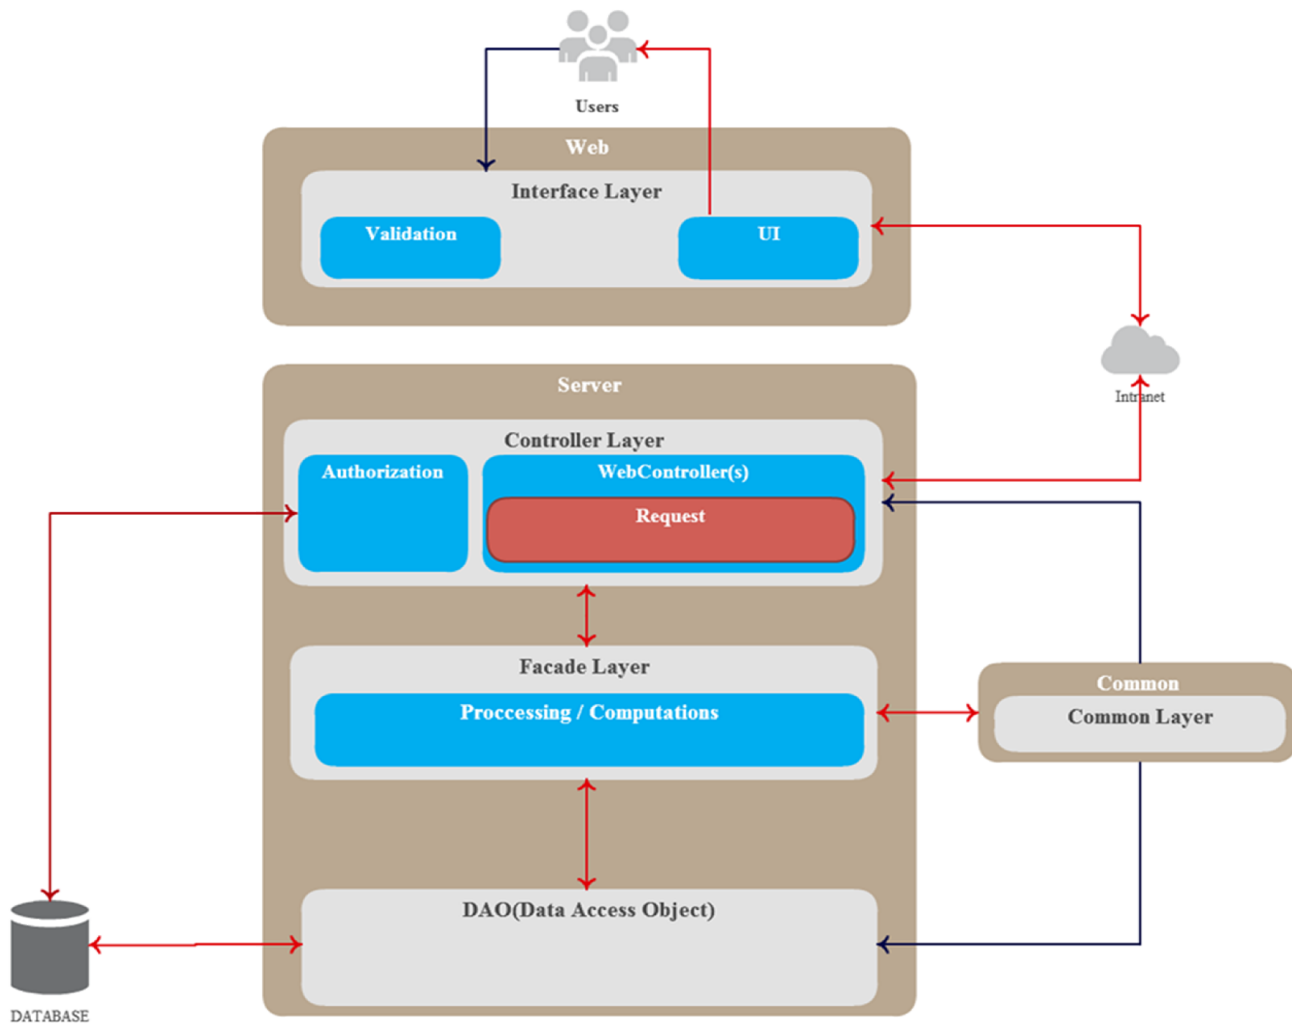 Users
Web
Interface Layer
Validation
UI
Intranet
Server
Controller Layer
Authorization
WebController(s)
Request
Facade Layer
Proccessing / Computations
Common
Common Layer
DAO(Data Access Object)
DATABASE